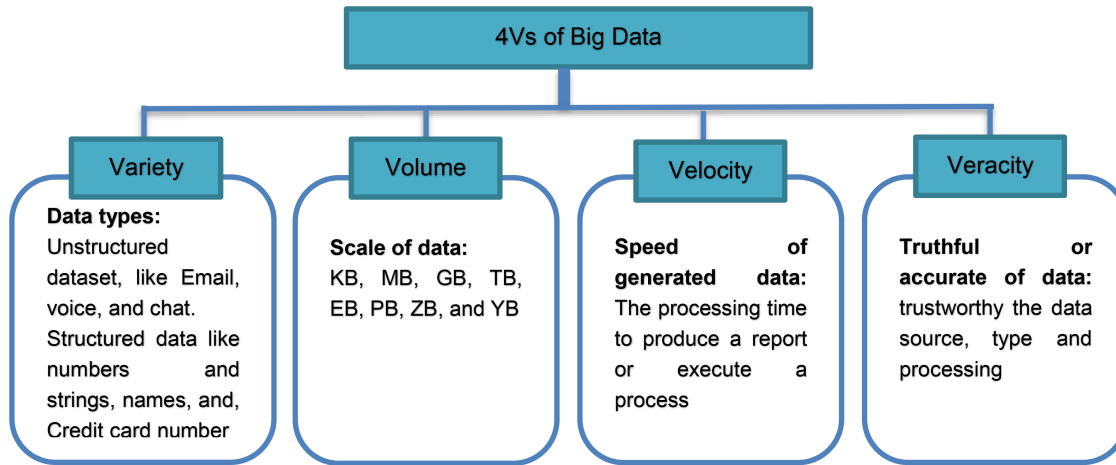 4Vs of Big Data
Variety
Data types:
Unstructured
dataset, like Email,
voice, and chat.
Structured data like
numbers and
strings, names, and,
Credit card number
Volume
Scale of data:
KB, MB, GB, TB,
EB, PB, ZB, and YB
Velocity
Speed of
generated data:
The processing time
to produce a report
or execute a
process
Veracity
Truthful or
accurate of data:
trustworthy the data
source, type and
processing